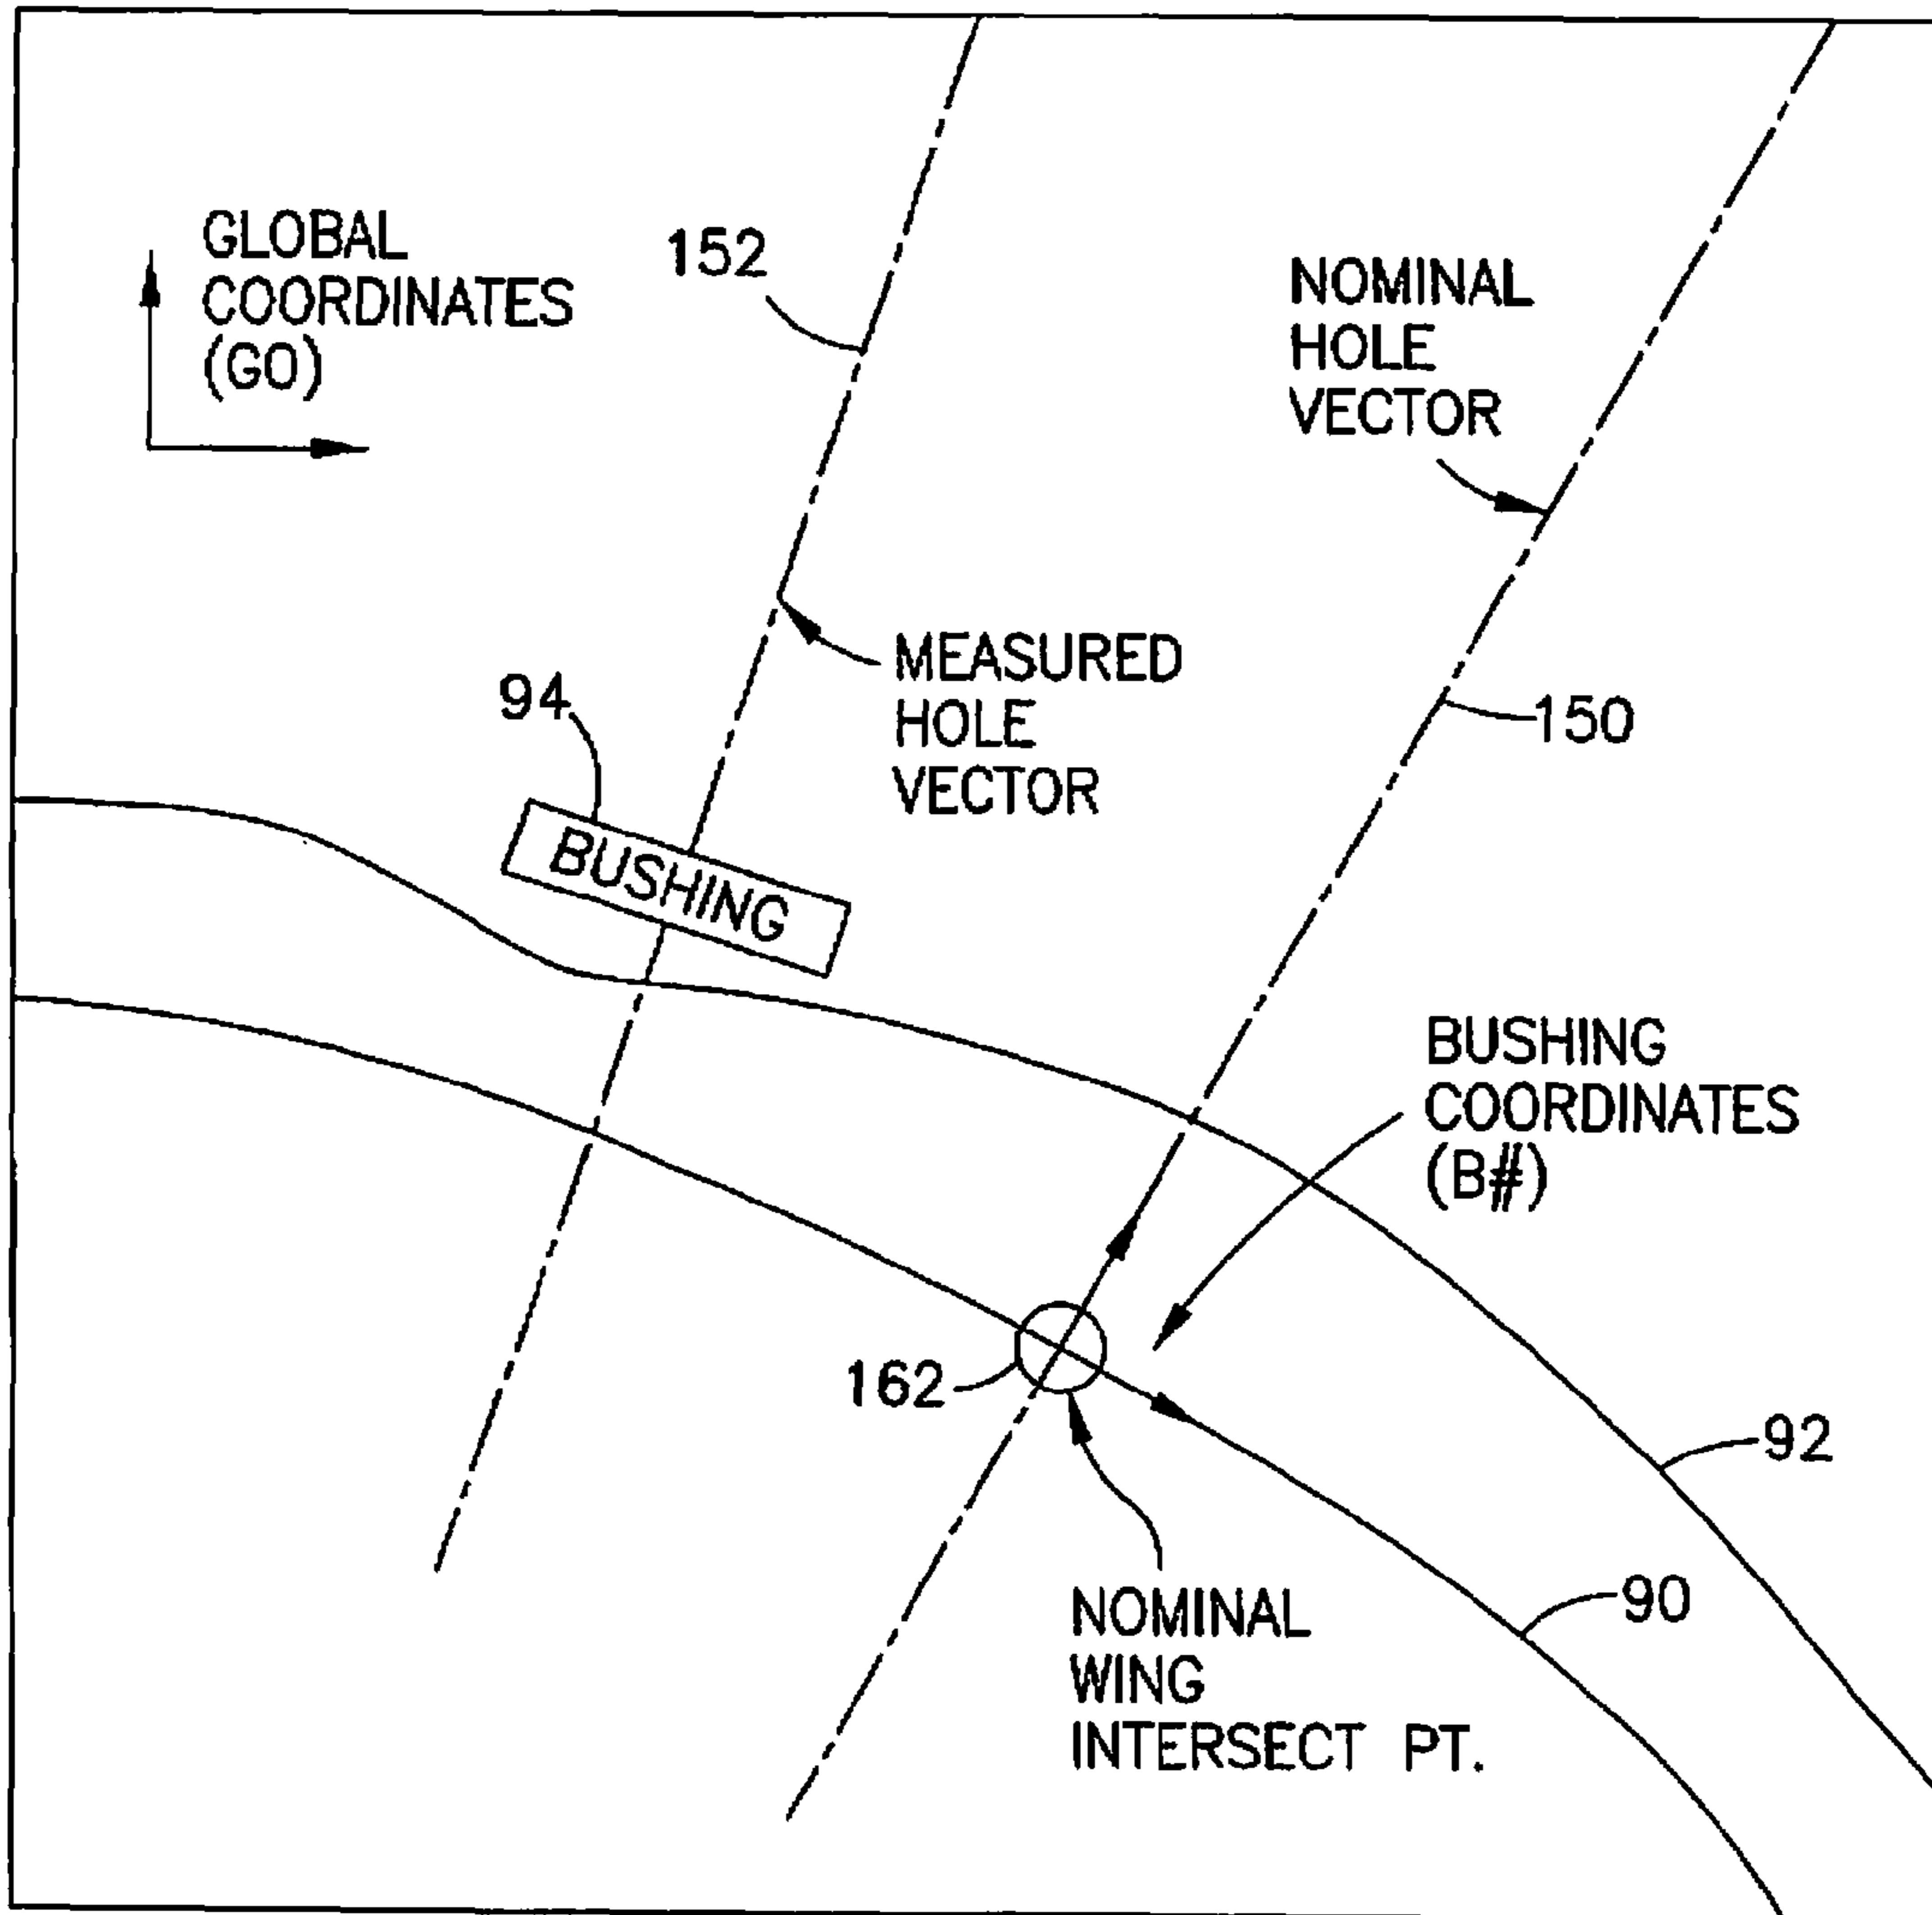 GLOBAL
COORDINATES
(G0)
152
NOMINAL
HOLE
VECTOR
MEASURED
HOLE
VECTOR
94
150
BUSHING
BUSHING
COORDINATES
(B#)
162
92
90
NOMINAL
WING
INTERSECT PT.